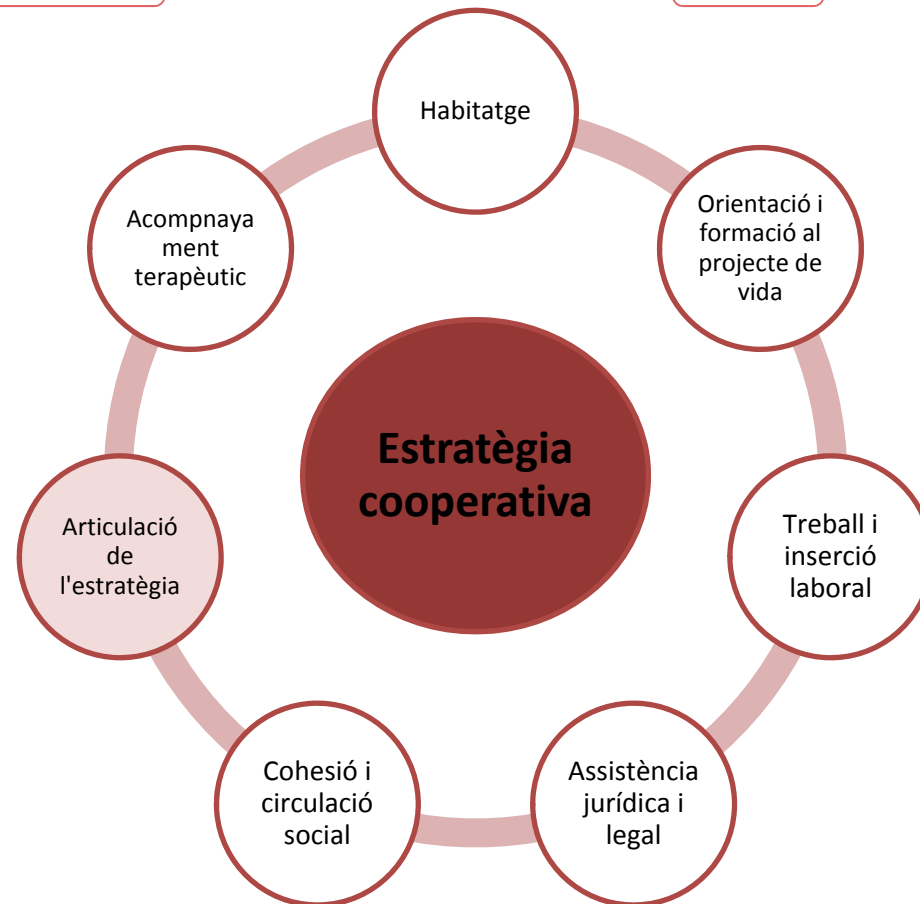 Habitatge
Orientació i
formació al
projecte de
vida
Treball i
inserció
laboral
Assistència
jurídica i
legal
Cohesió i
circulació
social
Articulació
de
l'estratègia
Acompnaya
ment
terapèutic
Estratègia
cooperativa